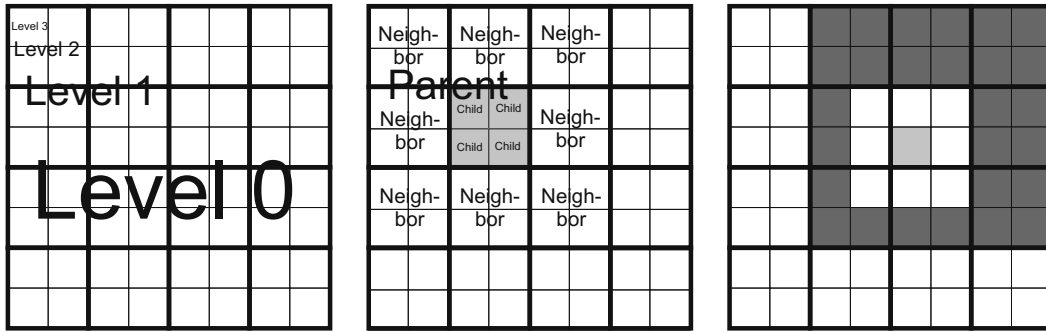 Level 3
Level 2
Level 1
Level 0
Neigh-
bor
Neigh-
bor
Neigh-
bor
Parent
Neigh-
bor
Child Child
Child Child
Neigh-
bor
Neigh-
bor
Neigh-
bor
Neigh-
bor